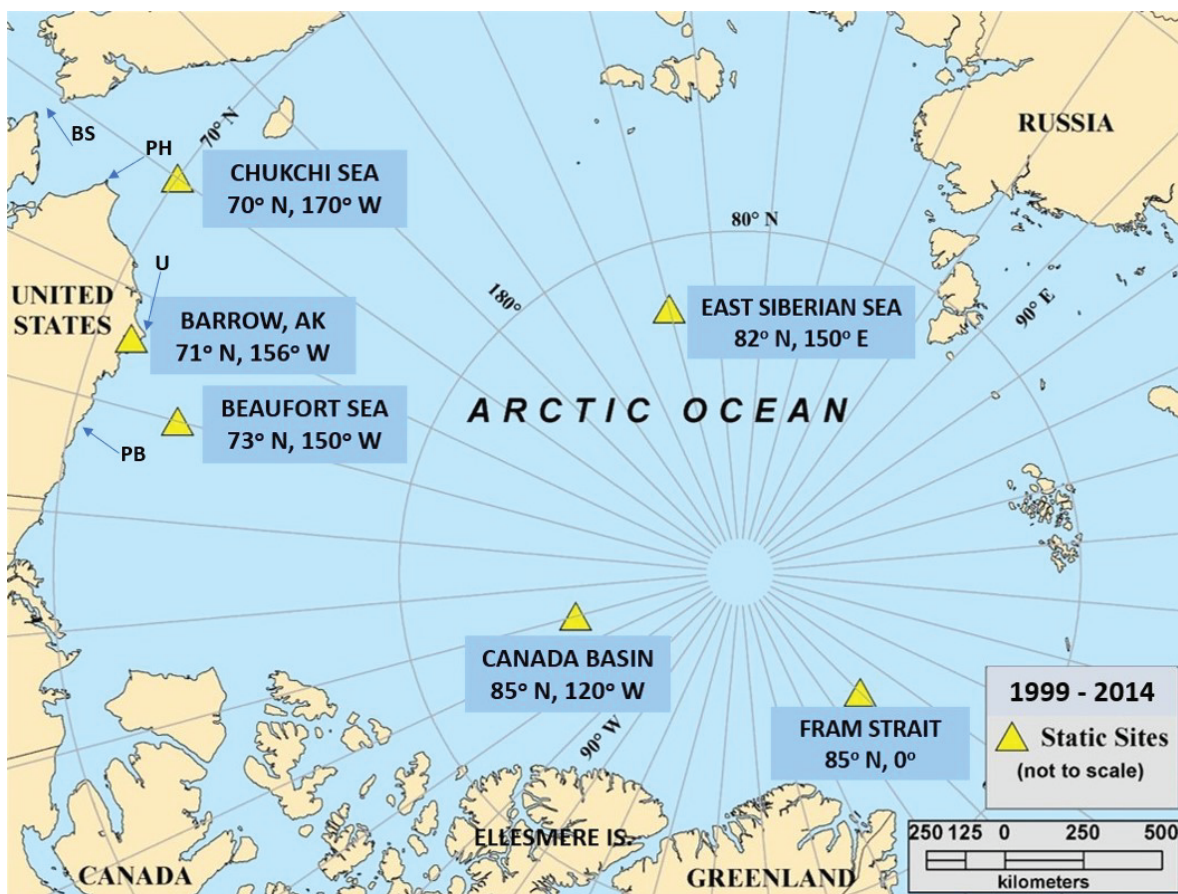 BS
70° N
PH
CHUKCHI SEA
70° N, 170° W
RUSSIA
80° N
U
180°
UNITED
STATES
BARROW, AK
71° N, 156° W
EAST SIBERIAN SEA
82° N, 150° E
90° E
BEAUFORT SEA
73° N, 150° W
ARCTIC OCEAN
PB
CANADA BASIN
85° N, 120° W
90° W
FRAM STRAIT
85° N, 0°
1999 - 2014
Static Sites
(not to scale)
ELLESMERE IS.
CANADA
GREENLAND
250 125 0 250 500
kilometers